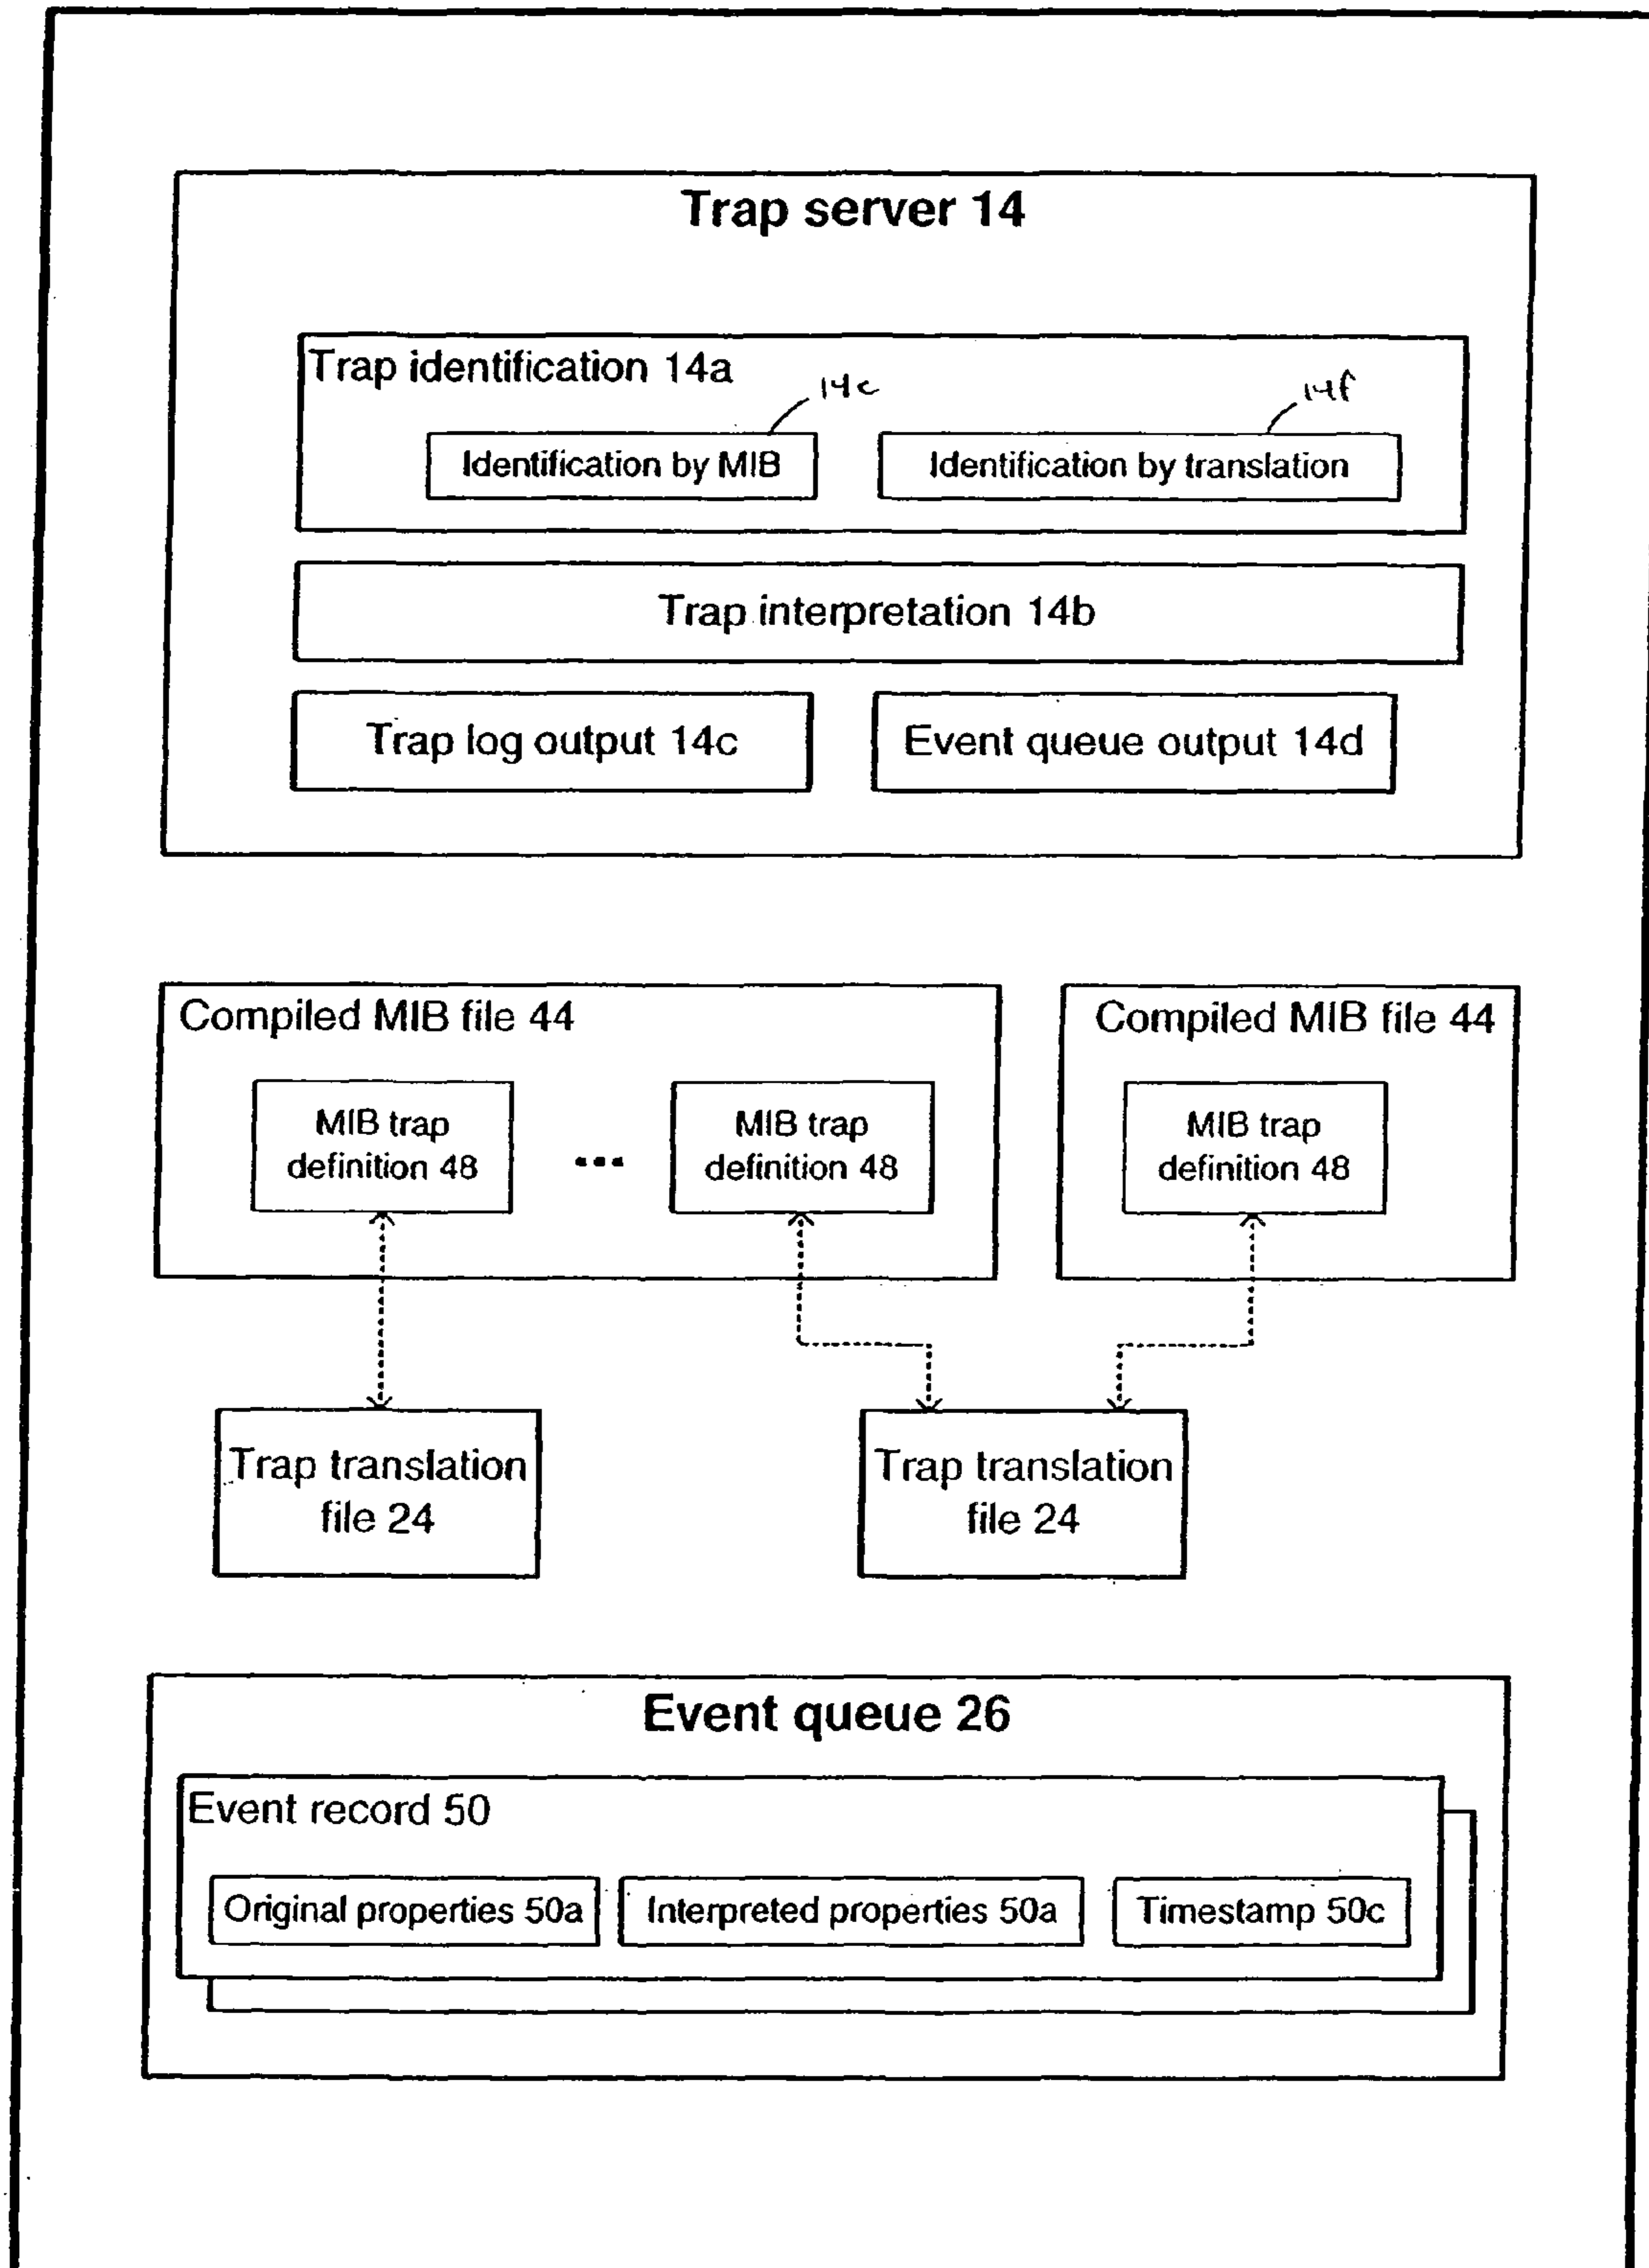 Trap server 14
Trap identification 14a
14e
14f
Identification by MIB
Identification by translation
Trap interpretation 14b
Trap log output 14c
Event queue output 14d
Compiled MIB file 44
Compiled MIB file 44
MIB trap
definition 48
...
MIB trap
definition 48
MIB trap
definition 48
Trap translation
file 24
Trap translation
file 24
Event queue 26
Event record 50
Original properties 50a
Interpreted properties 50a
Timestamp 50c